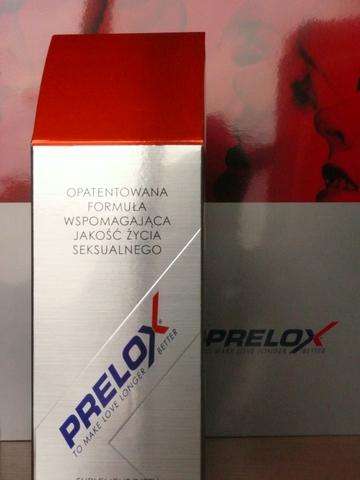 OPATENTOWANA
FORMUŁA
WSPOMAGAJĄCA
JAKOŚĆ ŻYCIA
SEKSUALNEGO
PRELOX®
TO MAKE LOVE LONGER BETTER
PRELOX
TO MAKE LOVE LONGER BETTER